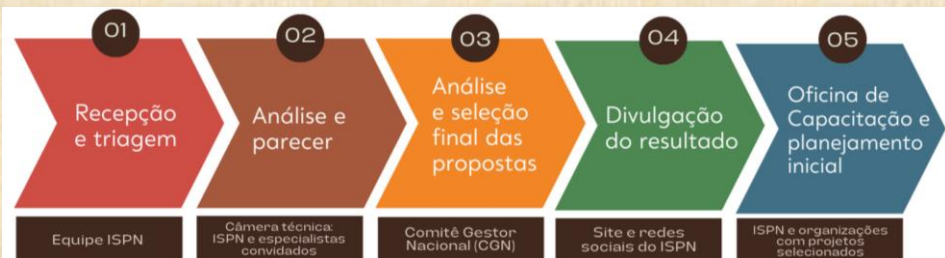 01
Recepção
e triagem
Equipe ISPN
02
Análise e
parecer
Câmera técnica:
ISPN e especialistas
convidados
03
Análise
e seleção
final das
propostas
Comitê Gestor
Nacional (CGN)
04
Divulgação
do resultado
Site e redes
sociais do ISPN
05
Oficina de
Capacitação e
planejamento
inicial
ISPN e organizações
com projetos
selecionados